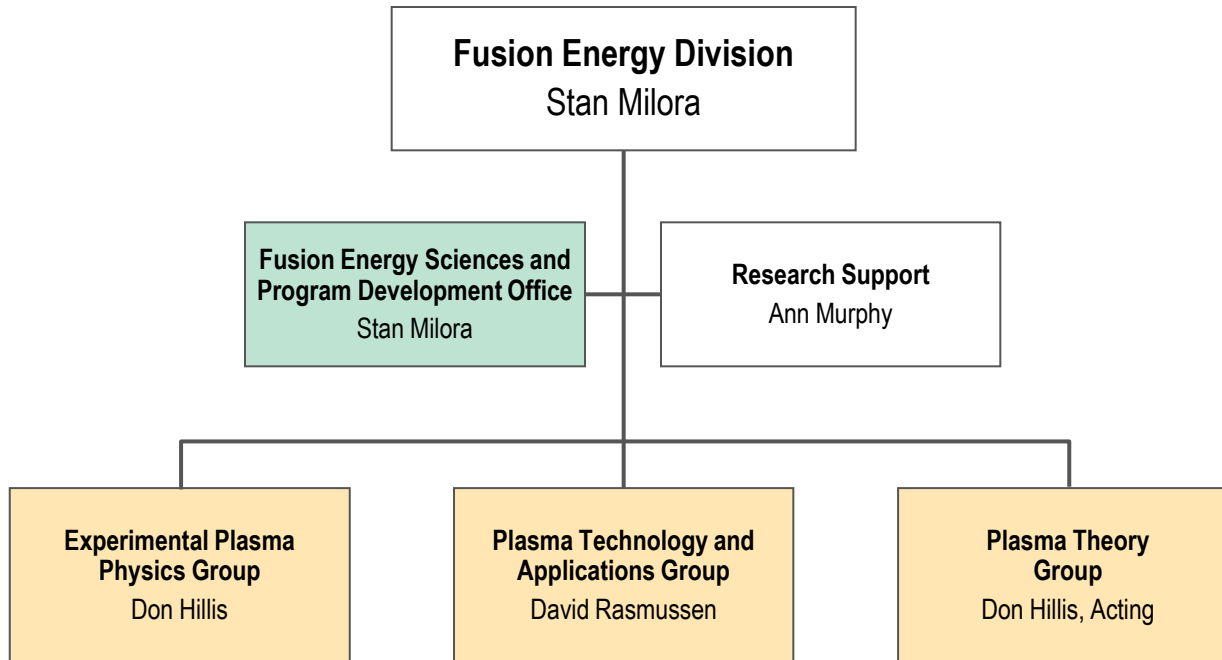 Fusion Energy Division
Stan Milora
Fusion Energy Sciences and
Program Development Office
Stan Milora
Research Support
Ann Murphy
Experimental Plasma
Physics Group
Don Hillis
Plasma Technology and
Applications Group
David Rasmussen
Plasma Theory
Group
Don Hillis, Acting